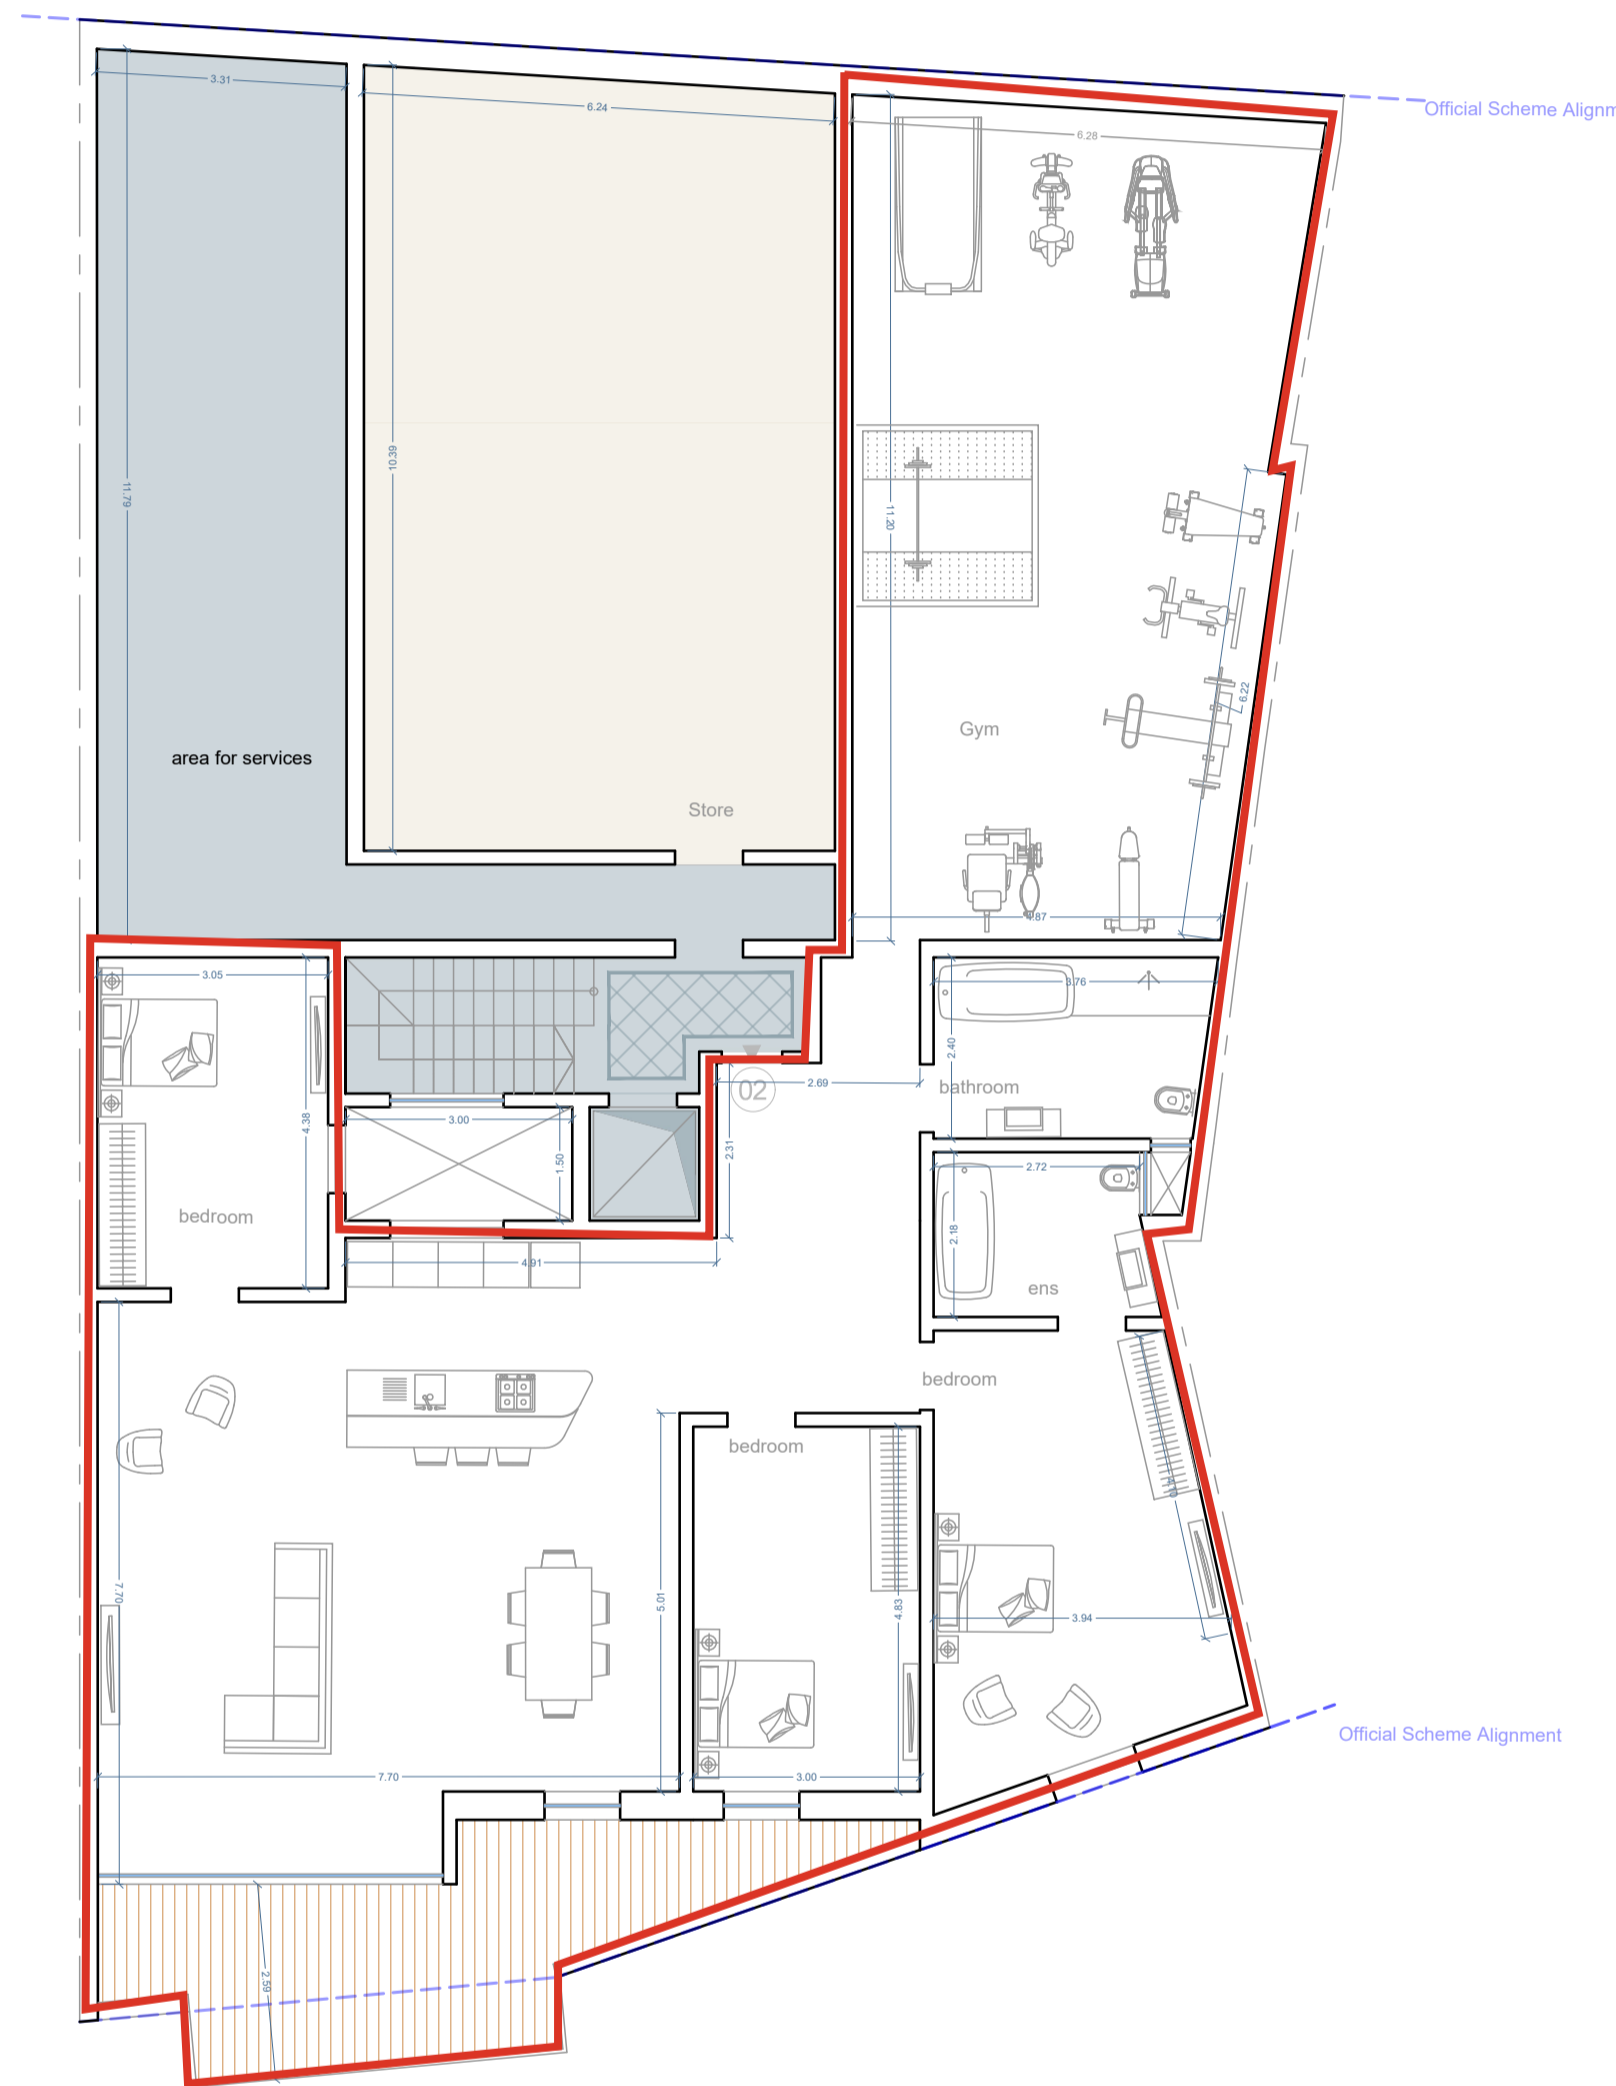 Official Scheme Alignm
3.31
6.24
6.28
10.39
11.79
11.20
6.22
Gym
area for services
Store
4.87
3.05
3.76
2.40
2.69
02
bathroom
3.00
4.38
1.50
2.31
2.72
bedroom
2.18
4.91
ens
bedroom
bedroom
7.70
5.01
4.83
3.94
Official Scheme Alignment
7.70
3.00
2.59